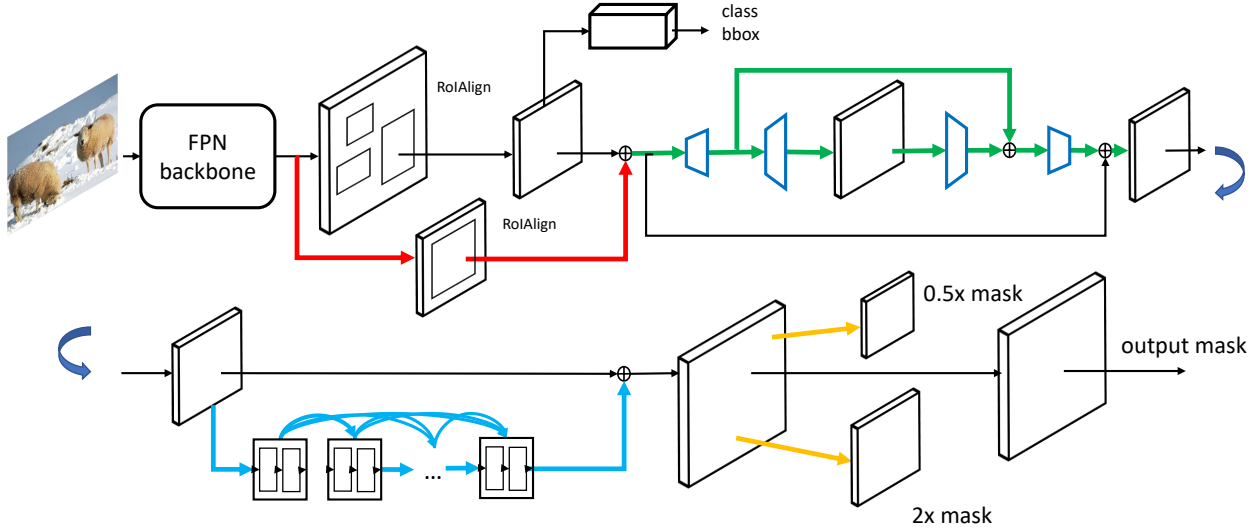 class
bbox
RoIAlign
FPN
backbone
RoIAlign
0.5x mask
output mask
...
2x mask